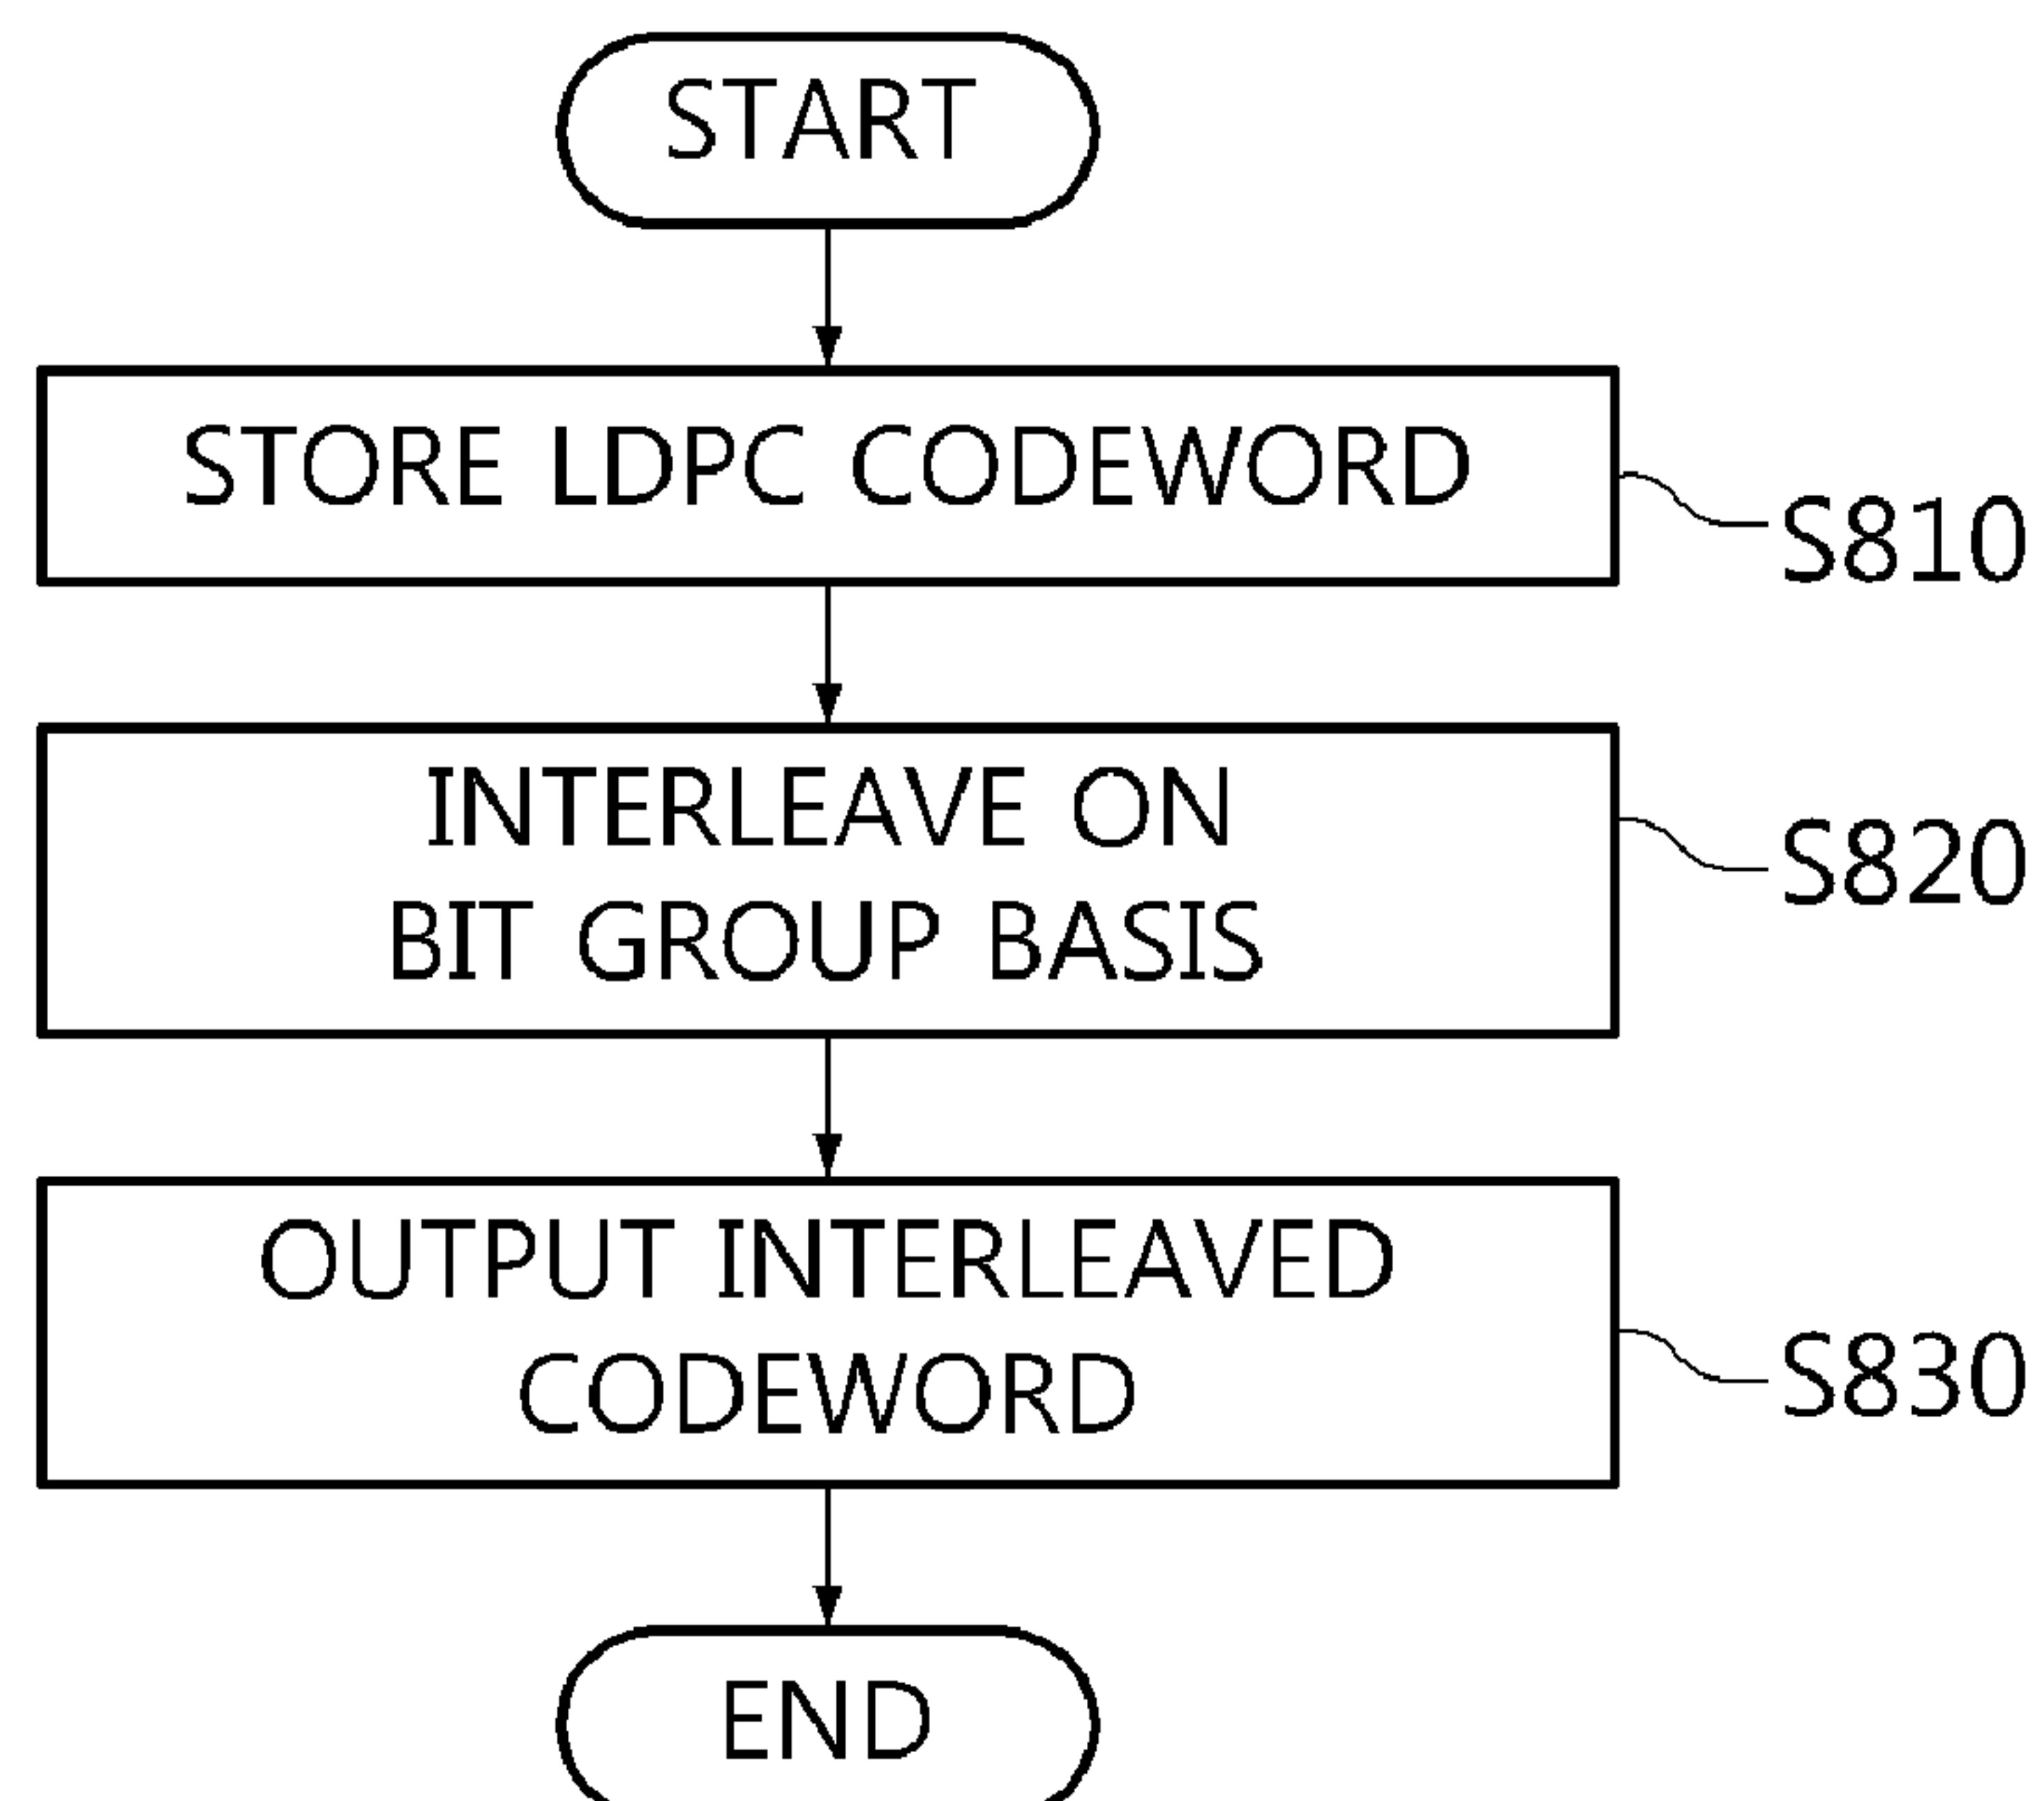 START
STORE LDPC CODEWORD
S810
INTERLEAVE ON
BIT GROUP BASIS
S820
OUTPUT INTERLEAVED
CODEWORD
S830
END